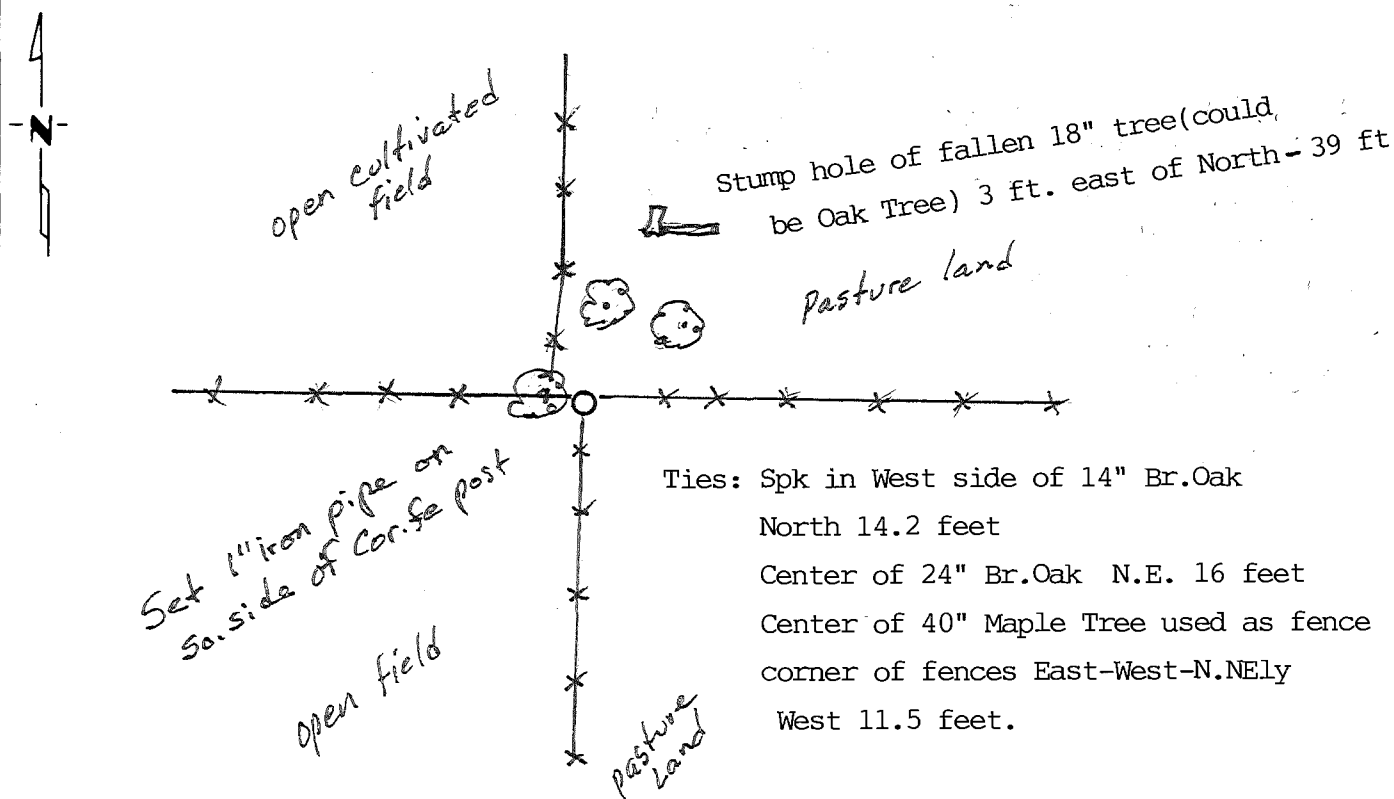 N
open cultivated
field
Stump hole of fallen 18" tree(could
be Oak Tree) 3 ft. east of North-39 ft
Pasture land
Set 1" iron pipe on
so. side of Cor. fe post
open field
Ties: Spk in West side of 14" Br.Oak
North 14.2 feet
Center of 24" Br.Oak N.E. 16 feet
Center of 40" Maple Tree used as fence
corner of fences East-West-N.NEly
West 11.5 feet.
pasture
land